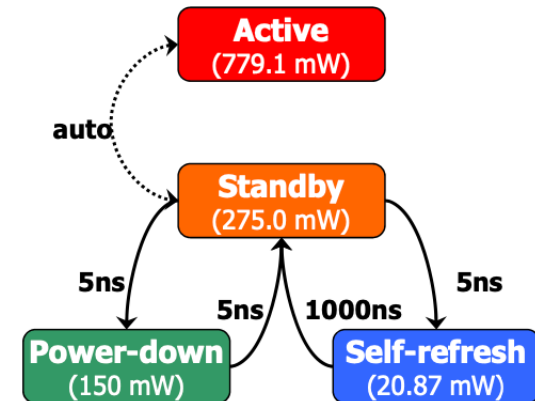 Active
(779.1 mW)
auto
Standby
(275.0 mW)
5ns
5ns
1000ns
5ns
Power-down
(150 mW)
Self-refresh
(20.87 mW)